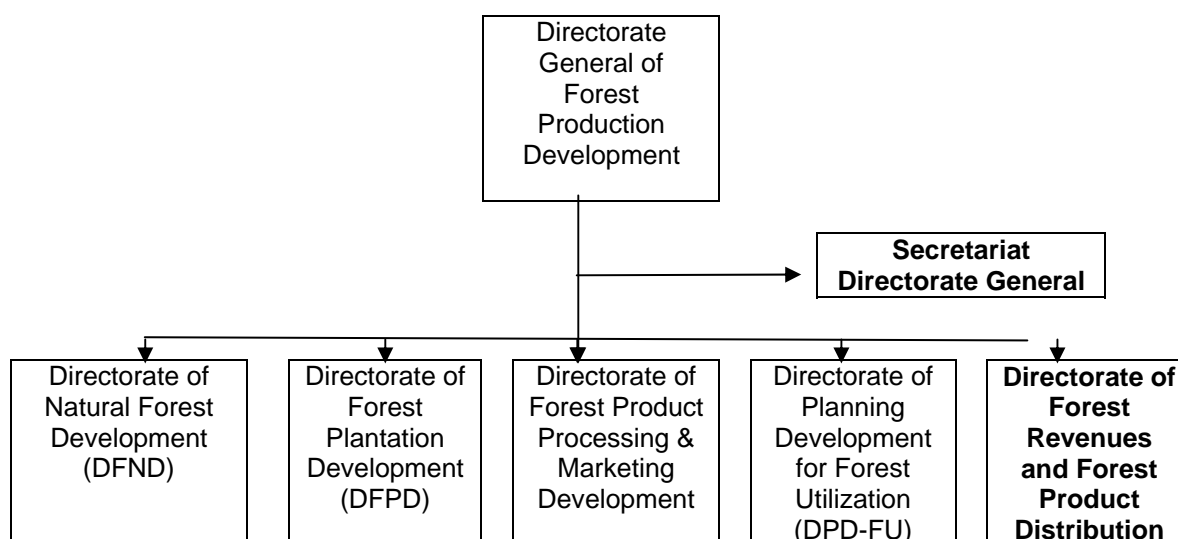 Directorate
General of
Forest
Production
Development
Secretariat
Directorate General
Directorate of
Natural Forest
Development
(DFND)
Directorate of
Forest
Plantation
Development
(DFPD)
Directorate of
Forest Product
Processing &
Marketing
Development
Directorate of
Planning
Development
for Forest
Utilization
(DPD-FU)
Directorate of
Forest
Revenues
and Forest
Product
Distribution